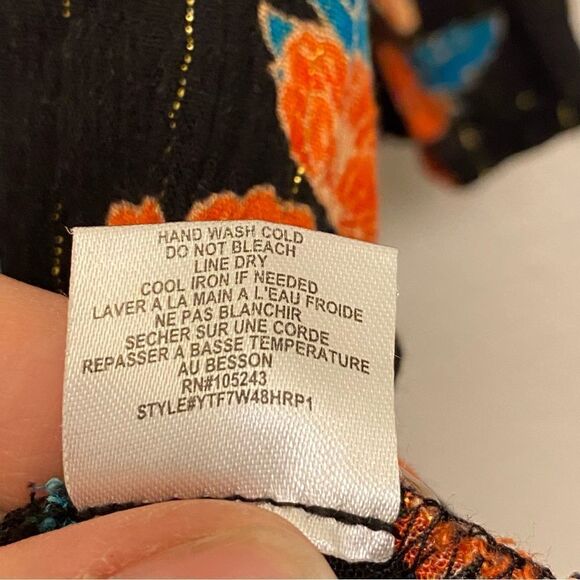 HAND WASH COLD
DO NOT BLEACH
LINE DRY
COOL IRON IF NEEDED
LAVER A LA MAIN A L'EAU FROIDE
NE PAS BLANCHIR
SECHER SUR UNE CORDE
REPASSER A BASSE TEMPERATURE
AU BESSON
RN#105243
STYLE#YTF7W48HRP1